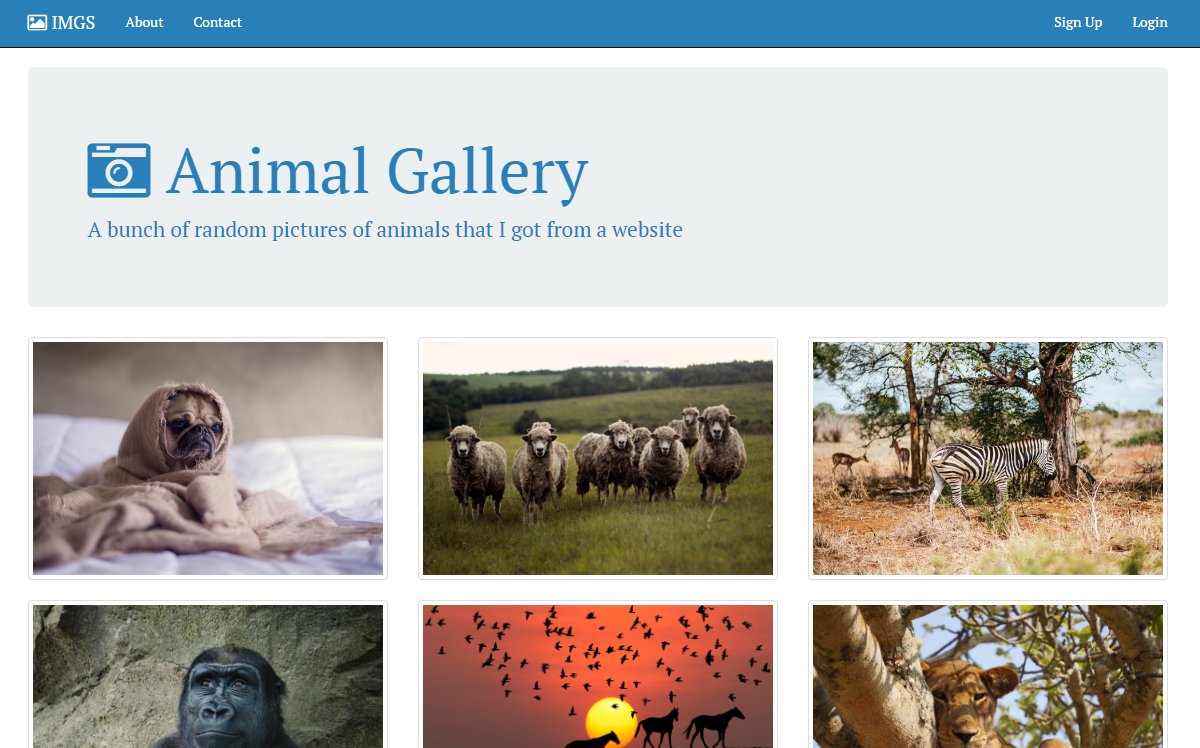 IMGS About Contact Sign Up Login
Animal Gallery
A bunch of random pictures of animals that I got from a website